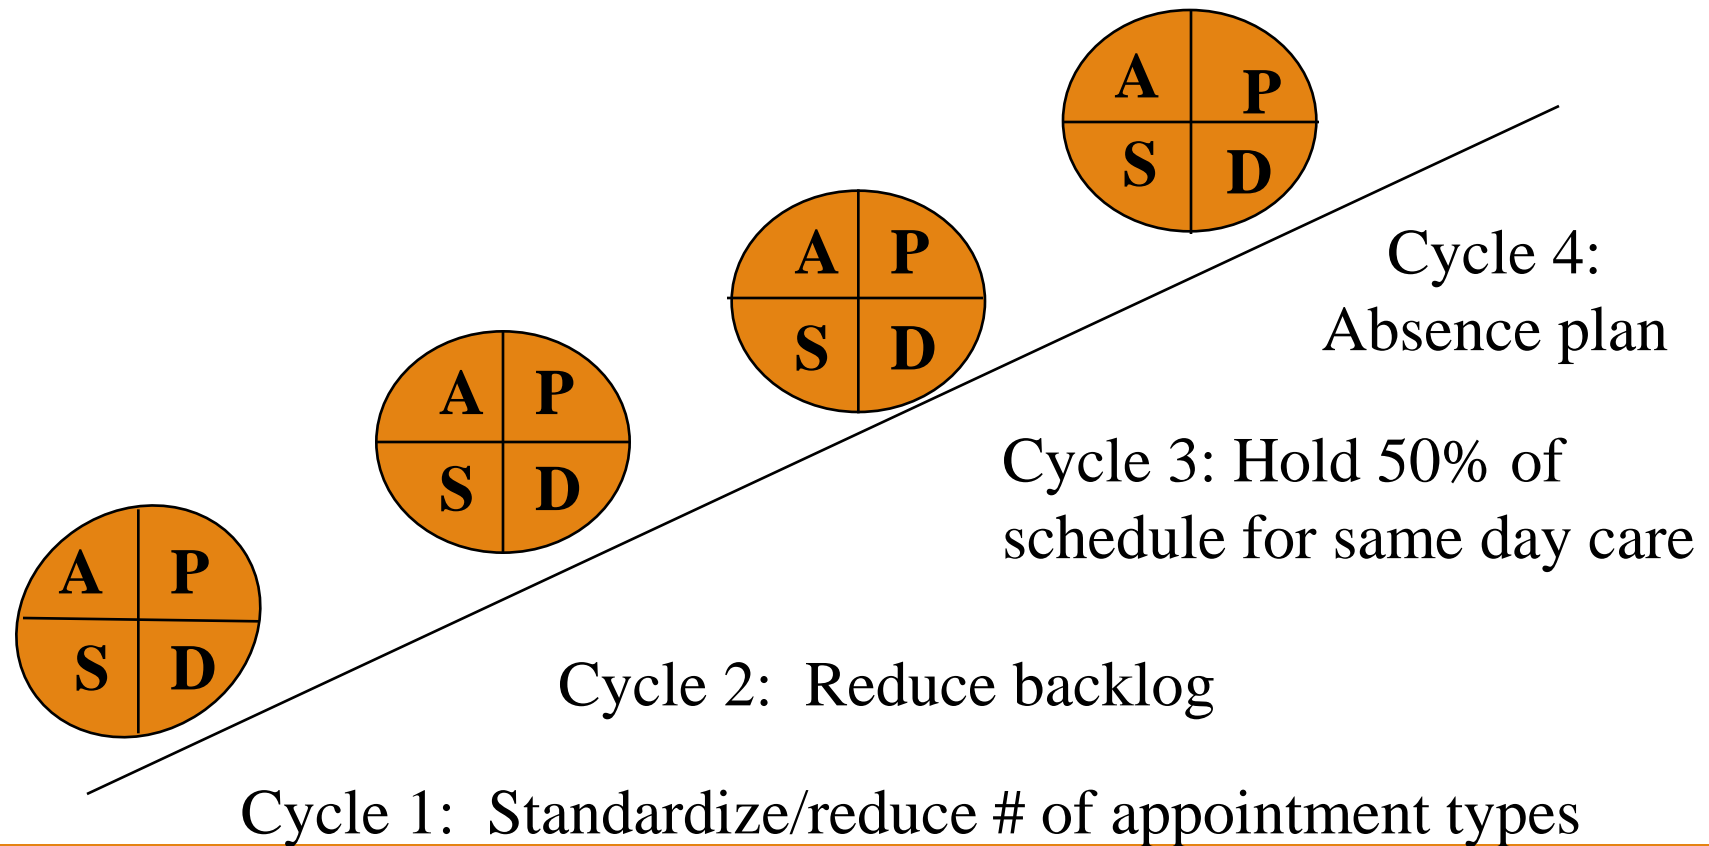 A P
S D
A P
S D
A P
S D
A P
S D
Cycle 4:
Absence plan
Cycle 3: Hold 50% of
schedule for same day care
Cycle 2: Reduce backlog
Cycle 1: Standardize/reduce # of appointment types